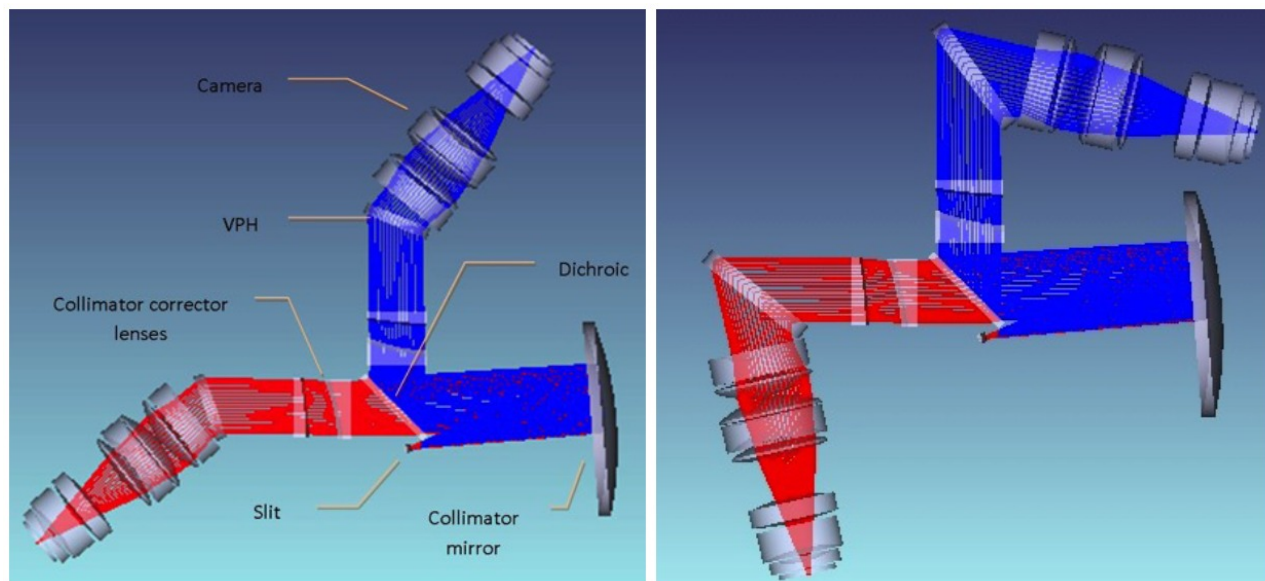 Camera
VPH
Dichroic
Collimator corrector
lenses
Slit
Collimator
mirror